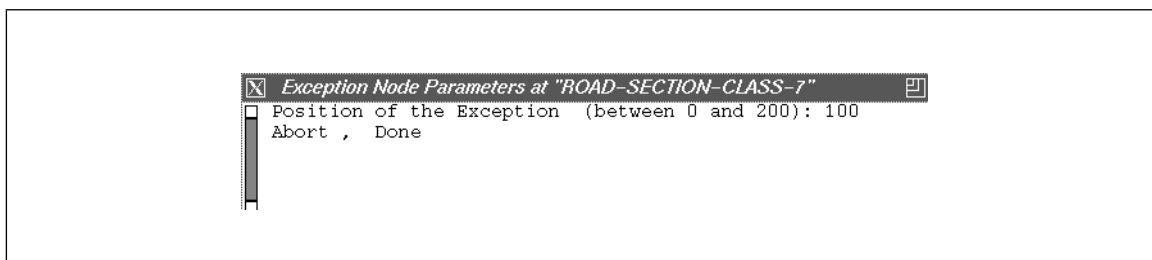 Exception Node Parameters at "ROAD-SECTION-CLASS-7"
Position of the Exception (between 0 and 200): 100
Abort , Done